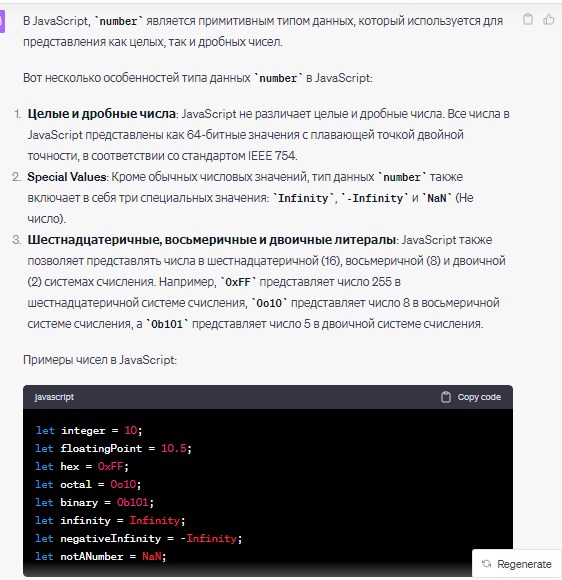 В JavaScript, `number` является примитивным типом данных, который используется для
представления как целых, так и дробных чисел.
Вот несколько особенностей типа данных `number` в JavaScript:
1. Целые и дробные числа: JavaScript не различает целые и дробные числа. Все числа в
JavaScript представлены как 64-битные значения с плавающей точкой двойной
точности, в соответствии со стандартом IEEE 754.
2. Special Values: Кроме обычных числовых значений, тип данных `number` также
включает в себя три специальных значения: `Infinity`, `-Infinity` и `NaN` (Не
число).
3. Шестнадцатеричные, восьмеричные и двоичные литералы: JavaScript также
позволяет представлять числа в шестнадцатеричной (16), восьмеричной (8) и двоичной
(2) системах счисления. Например, `0xFF` представляет число 255 в
шестнадцатеричной системе счисления, `0o10` представляет число 8 в восьмеричной
системе счисления, а `0b101` представляет число 5 в двоичной системе счисления.
Примеры чисел в JavaScript:
javascript Copy code
let integer = 10;
let floatingPoint = 10.5;
let hex = 0xFF;
let octal = 0o10;
let binary = 0b101;
let infinity = Infinity;
let negativeInfinity = -Infinity;
let notANumber = NaN;
Regenerate